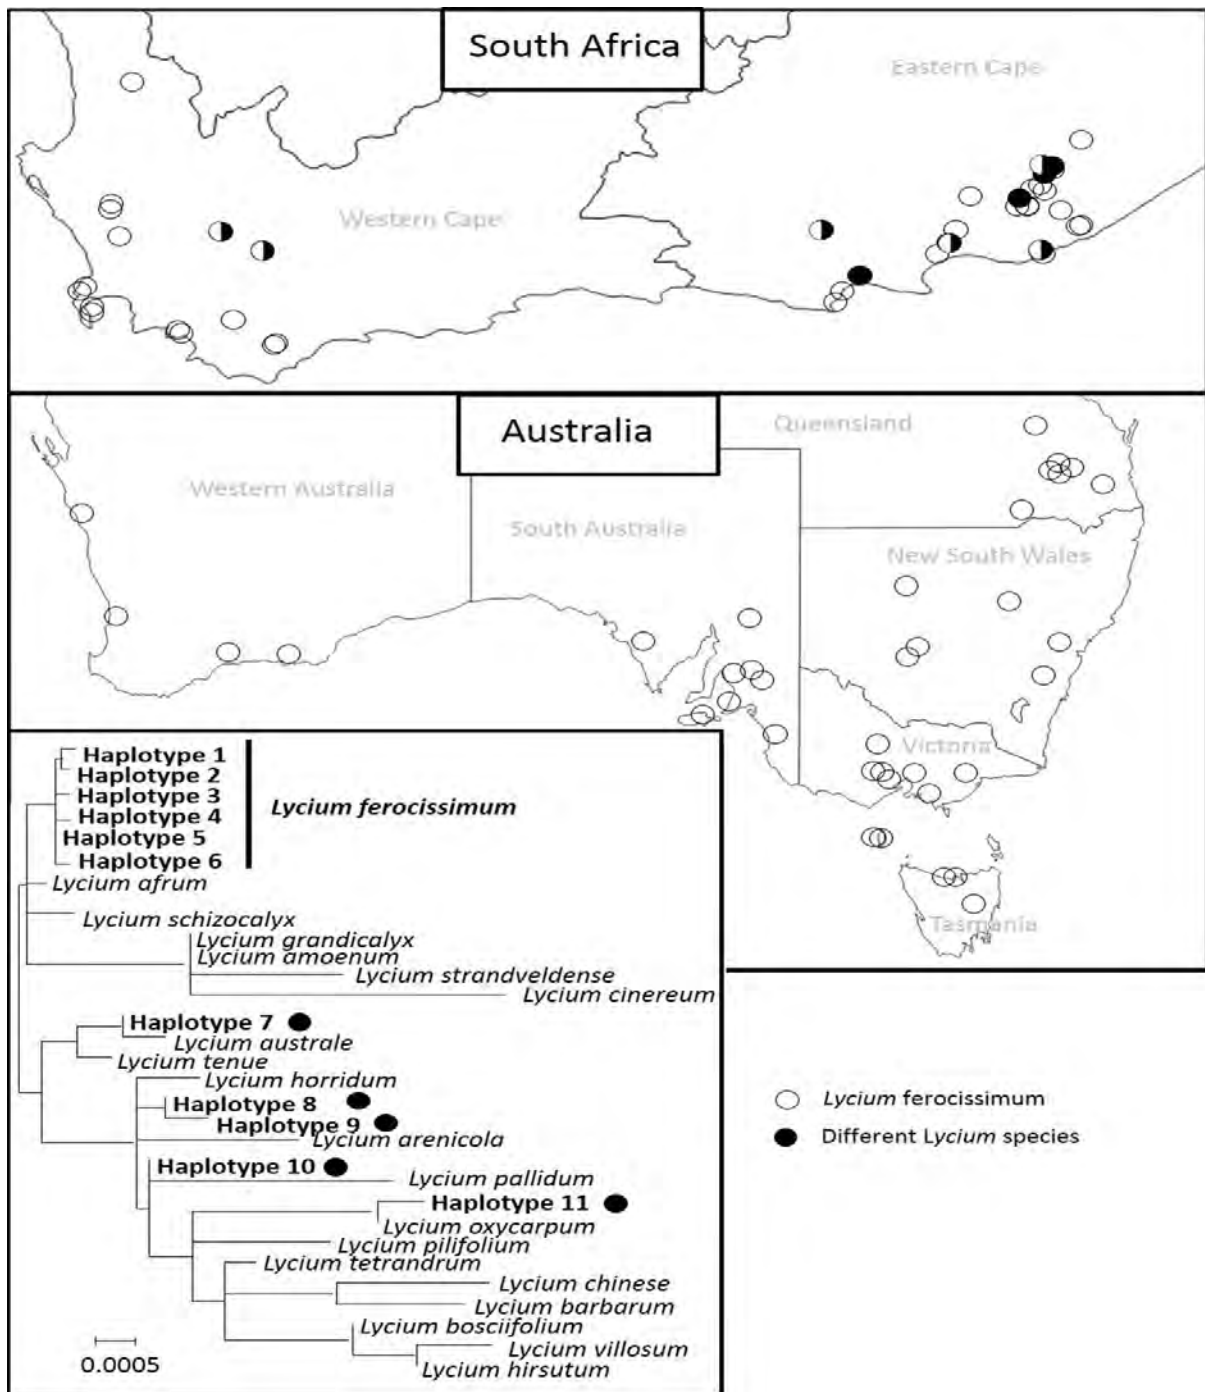 South Africa
Eastern Cape
Western Cape
Australia
Queensland
Western Australia
South Australia
New South Wales
Victoria
Tasmania
Haplotype 1
Haplotype 2
Haplotype 3
Haplotype 4
Haplotype 5
Haplotype 6
Lycium ferocissimum
Lycium afrum
Lycium schizocalyx
Lycium grandicalyx
Lycium amoenum
Lycium strandveldense
Lycium cinereum
Haplotype 7
Lycium australe
Lycium tenue
Lycium horridum
Haplotype 8
Haplotype 9
Lycium arenicola
Haplotype 10
Lycium pallidum
Haplotype 11
Lycium oxycarpum
Lycium pilifolium
Lycium tetrandrum
Lycium chinese
Lycium barbarum
Lycium bosciifolium
Lycium villosum
Lycium hirsutum
0.0005
Lycium ferocissimum
Different Lycium species